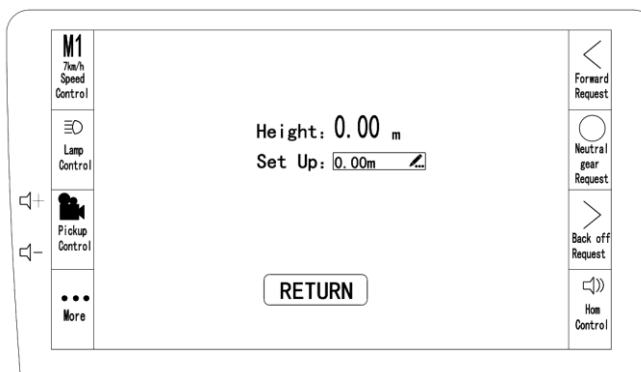 M1
7km/h
Speed
Control
Lamp
Control
Pickup
Control
More
Height: 0.00 m
Set Up: 0.00m
RETURN
Forward
Request
Neutral
gear
Request
Back off
Request
Hom
Control